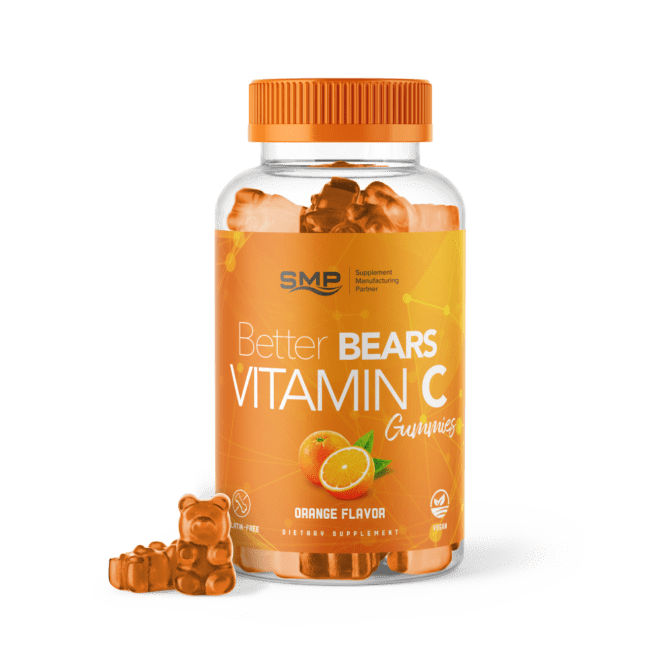 SMP
Supplement
Manufacturing
Partner
Better BEARS
VITAMIN C
Gummies
ORANGE FLAVOR
DIETARY SUPPLEMENT
VEGAN